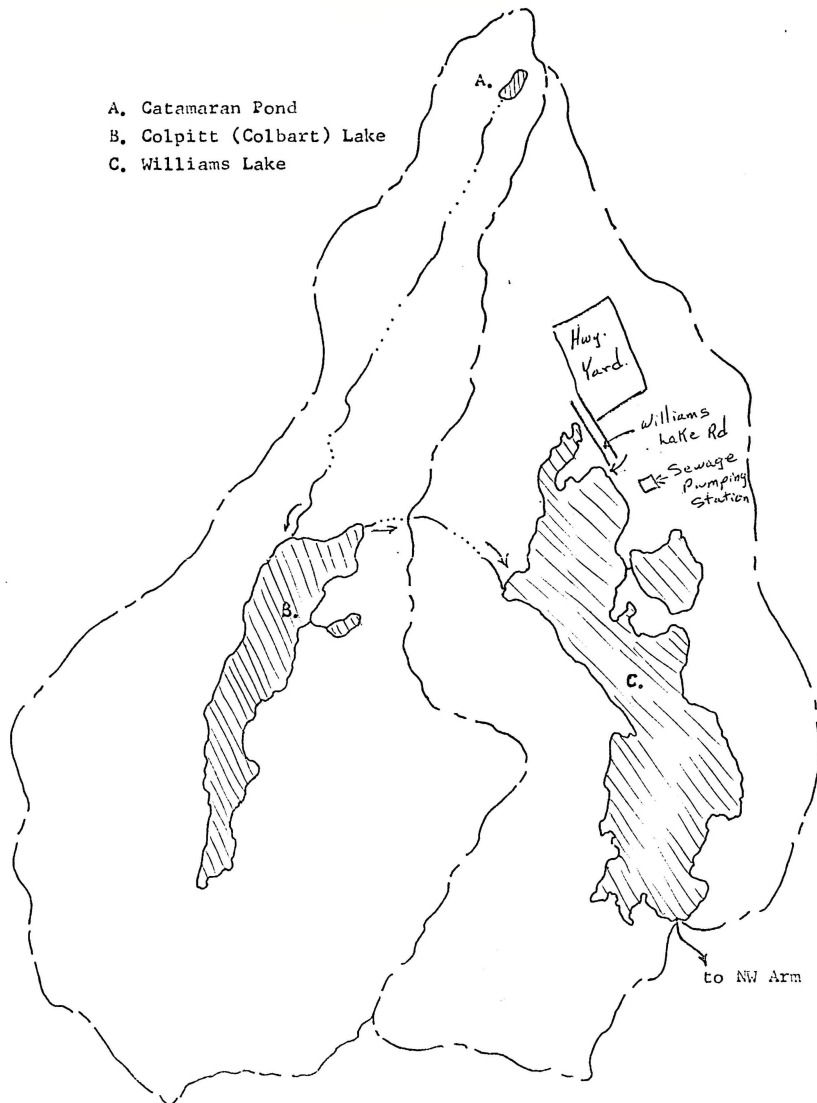 A. Catamaran Pond
B. Colpitt (Colbart) Lake
C. Williams Lake
A.
Hwy.
Yard.
Williams
Lake Rd
Sewage
Pumping
Station
B.
C.
to NW Arm